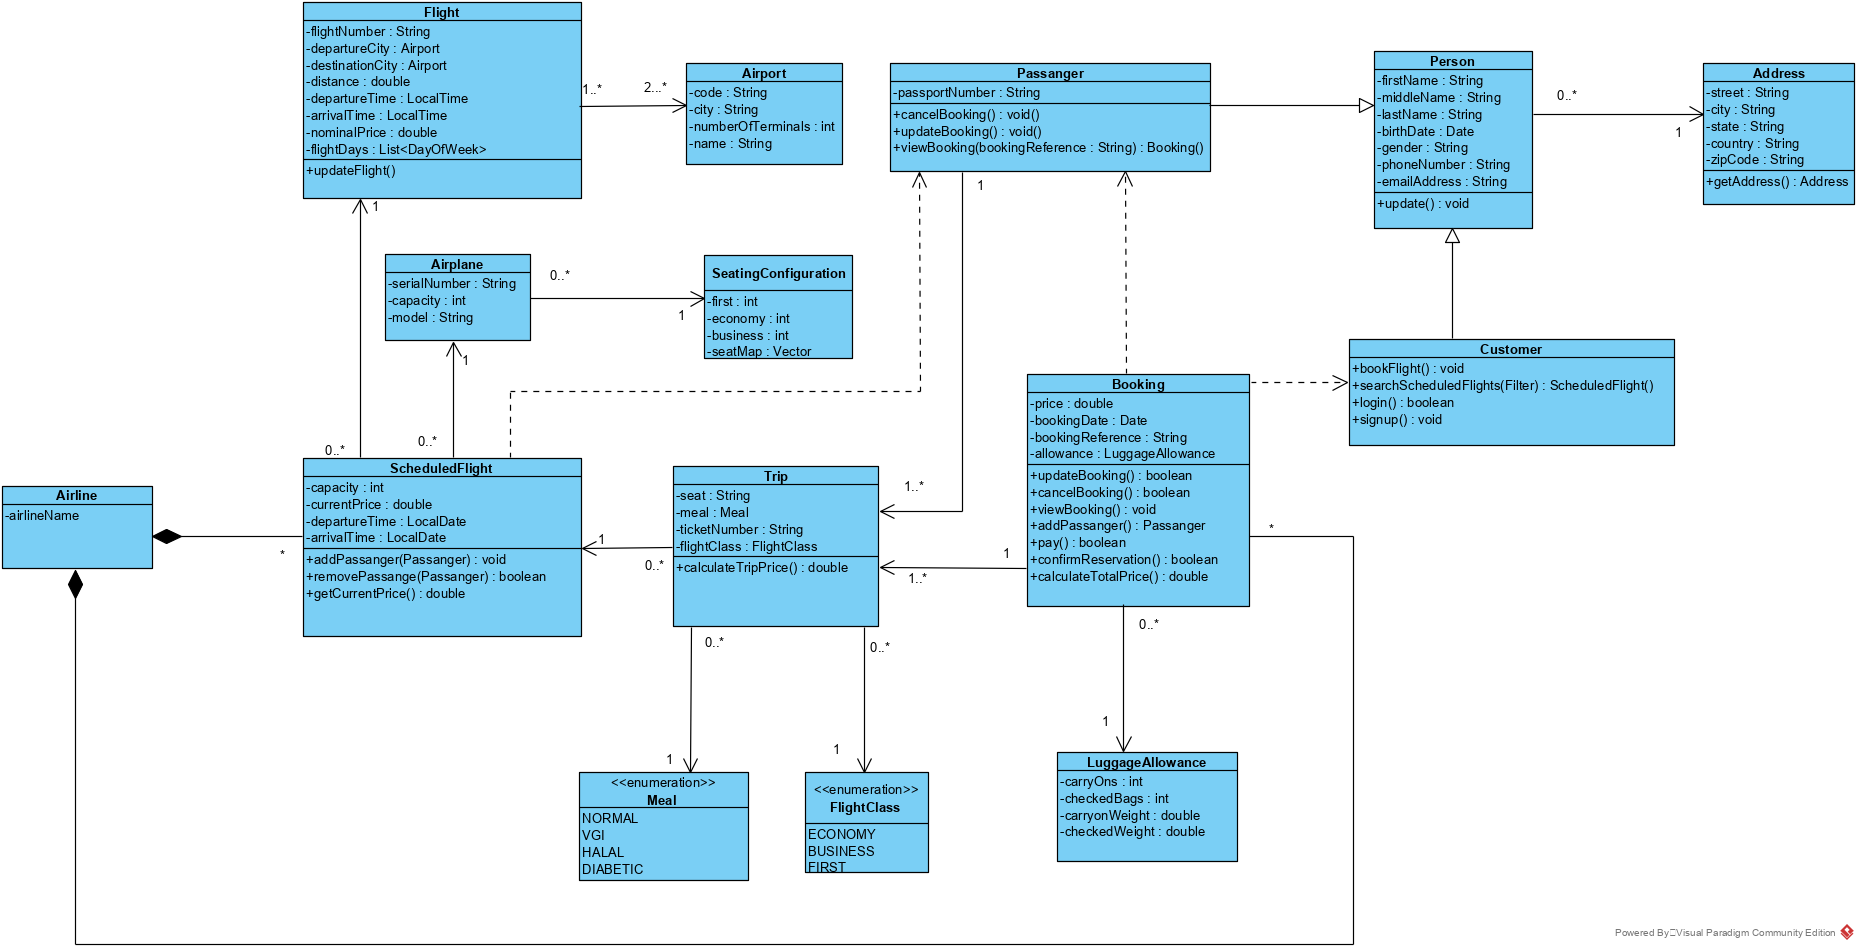 Flight
-flightNumber : String
-departureCity : Airport
-destinationCity : Airport
-distance : double
-departureTime : LocalTime
-arrivalTime : LocalTime
-nominalPrice : double
-flightDays : List<DayOfWeek>
+updateFlight()
1..*
2...*
Airport
-code : String
-city : String
-numberOfTerminals : int
-name : String
Passanger
-passportNumber : String
+cancelBooking() : void()
+updateBooking() : void()
+viewBooking(bookingReference : String) : Booking()
1
Person
-firstName : String
-middleName : String
-lastName : String
-birthDate : Date
-gender : String
-phoneNumber : String
-emailAddress : String
+update() : void
0..*
1
Address
-street : String
-city : String
-state : String
-country : String
-zipCode : String
+getAddress() : Address
1
Airplane
-serialNumber : String
-capacity : int
-model : String
0..*
1
SeatingConfiguration
-first : int
-economy : int
-business : int
-seatMap : Vector
1
0..*
0..*
Customer
+bookFlight() : void
+searchScheduledFlights(Filter) : ScheduledFlight()
+login() : boolean
+signup() : void
Booking
-price : double
-bookingDate : Date
-bookingReference : String
-allowance : LuggageAllowance
+updateBooking() : boolean
+cancelBooking() : boolean
+viewBooking() : void
+addPassanger() : Passanger
+pay() : boolean
+confirmReservation() : boolean
+calculateTotalPrice() : double
*
Airline
-airlineName
*
ScheduledFlight
-capacity : int
-currentPrice : double
-departureTime : LocalDate
-arrivalTime : LocalDate
+addPassanger(Passanger) : void
+removePassange(Passanger) : boolean
+getCurrentPrice() : double
1
0..*
Trip
-seat : String
-meal : Meal
-ticketNumber : String
-flightClass : FlightClass
+calculateTripPrice() : double
1..*
1
1..*
0..*
0..*
0..*
1
1
1
<<enumeration>>
Meal
NORMAL
VGI
HALAL
DIABETIC
<<enumeration>>
FlightClass
ECONOMY
BUSINESS
FIRST
LuggageAllowance
-carryOns : int
-checkedBags : int
-carryonWeight : double
-checkedWeight : double
Powered By Visual Paradigm Community Edition